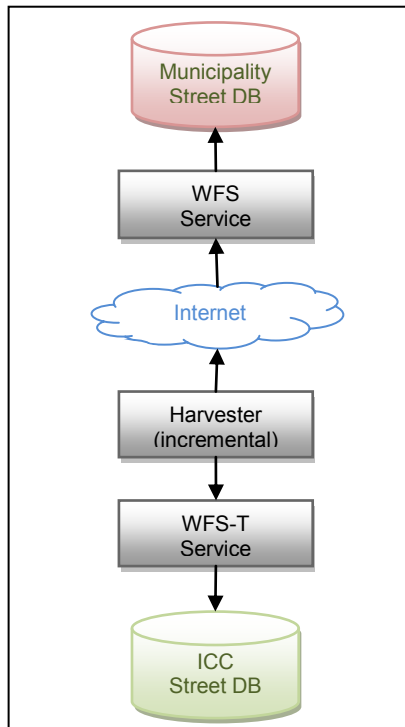 Municipality
Street DB
WFS
Service
Internet
Harvester
(incremental)
WFS-T
Service
ICC
Street DB